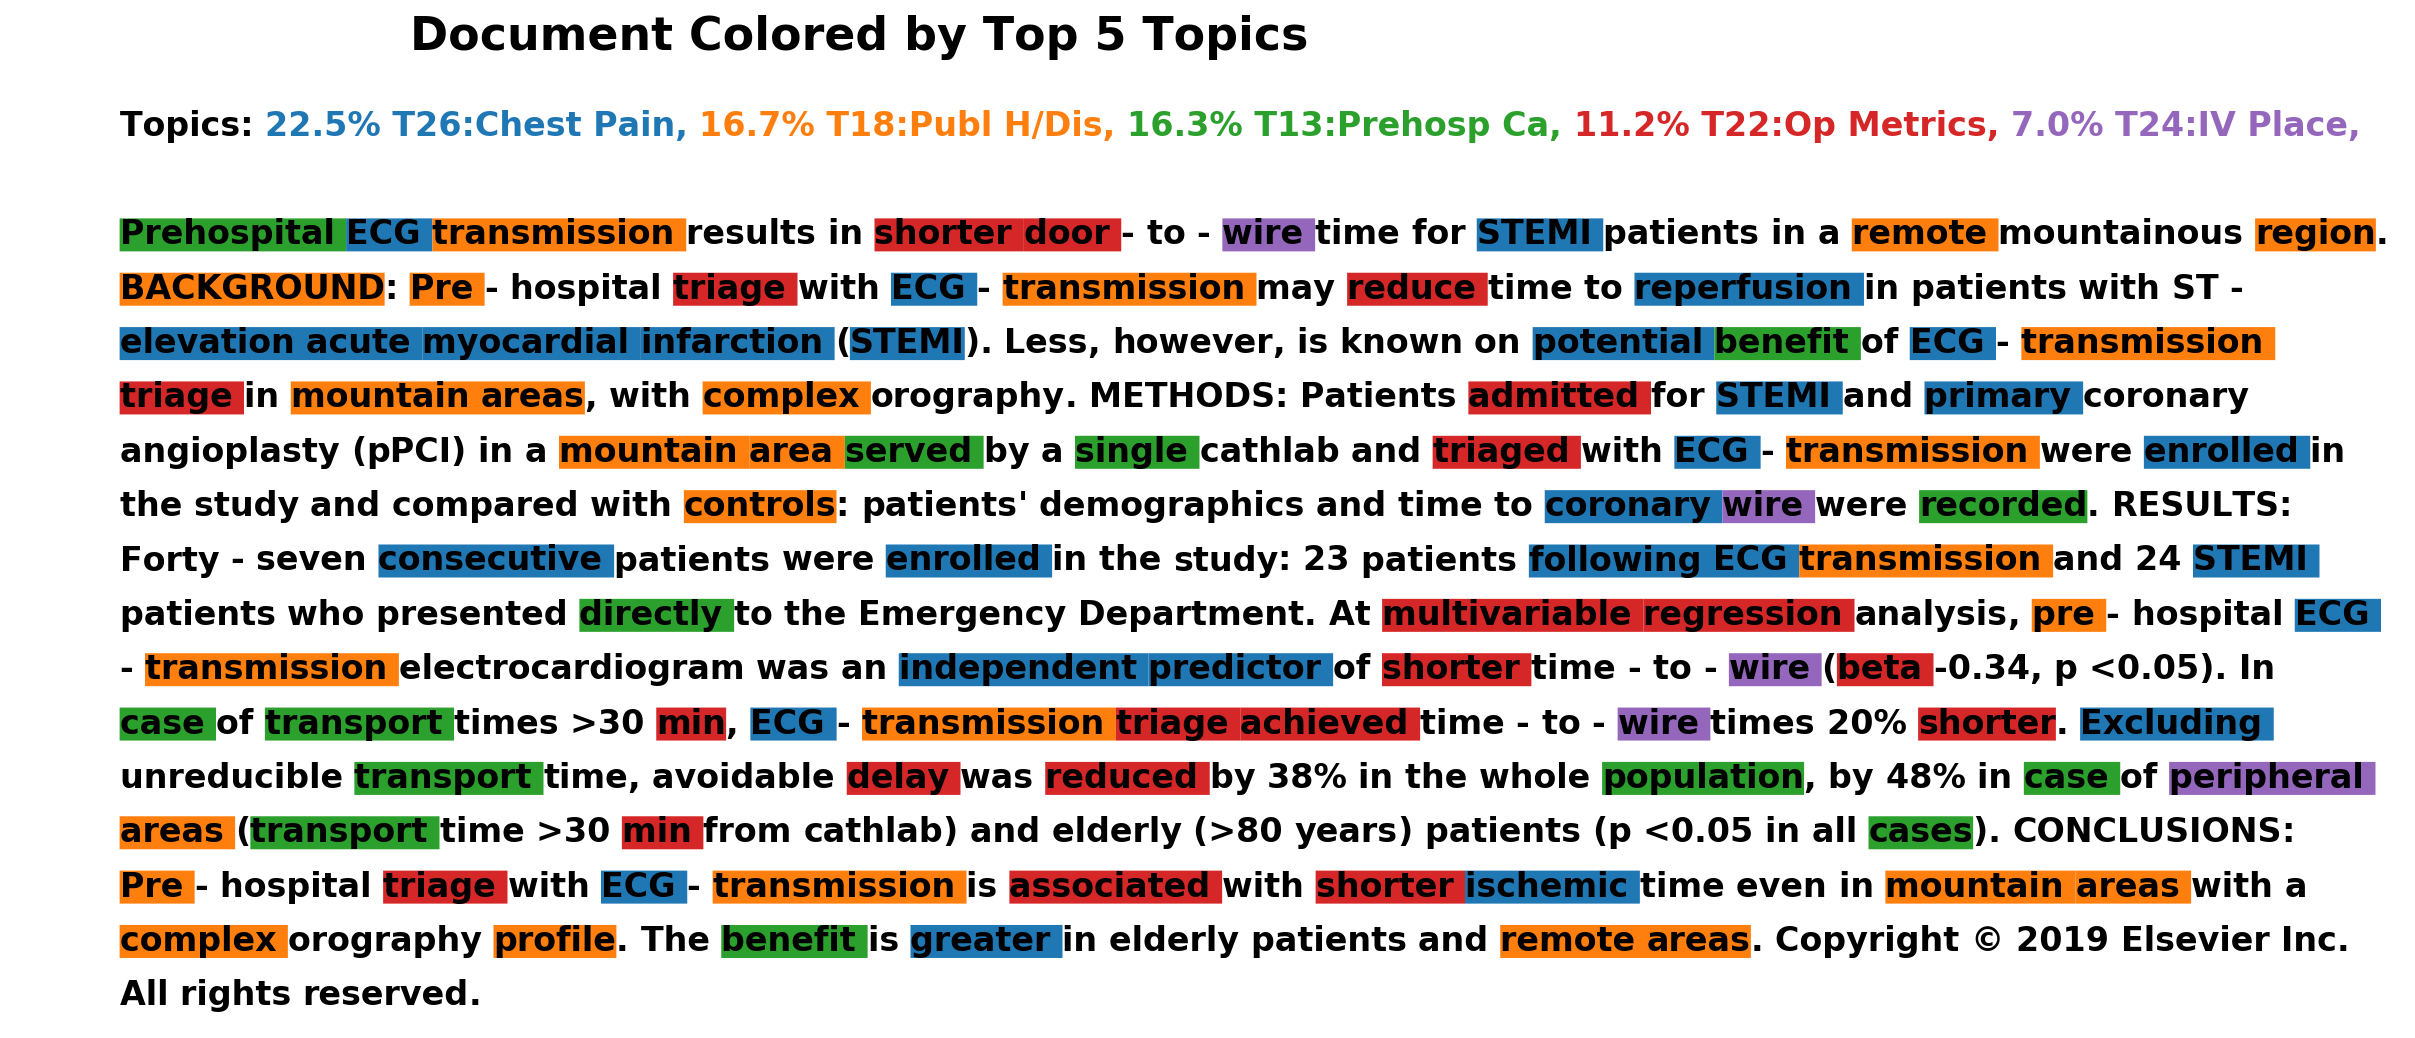 Document Colored by Top 5 Topics
Topics: 22.5% T26:Chest Pain, 16.7% T18:Publ H/Dis, 16.3% T13:Prehosp Ca, 11.2% T22:Op Metrics, 7.0% T24:IV Place,
Prehospital ECG transmission results in shorter door - to - wire time for STEMI patients in a remote mountainous region.
BACKGROUND: Pre - hospital triage with ECG - transmission may reduce time to reperfusion in patients with ST -
elevation acute myocardial infarction (STEMI). Less, however, is known on potential benefit of ECG - transmission
triage in mountain areas, with complex orography. METHODS: Patients admitted for STEMI and primary coronary
angioplasty (pPCI) in a mountain area served by a single cathlab and triaged with ECG - transmission were enrolled in
the study and compared with controls: patients' demographics and time to coronary wire were recorded. RESULTS:
Forty - seven consecutive patients were enrolled in the study: 23 patients following ECG transmission and 24 STEMI
patients who presented directly to the Emergency Department. At multivariable regression analysis, pre - hospital ECG
- transmission electrocardiogram was an independent predictor of shorter time - to - wire (beta -0.34, p <0.05). In
case of transport times >30 min, ECG - transmission triage achieved time - to - wire times 20% shorter. Excluding
unreducible transport time, avoidable delay was reduced by 38% in the whole population, by 48% in case of peripheral
areas (transport time >30 min from cathlab) and elderly (>80 years) patients (p <0.05 in all cases). CONCLUSIONS:
Pre - hospital triage with ECG - transmission is associated with shorter ischemic time even in mountain areas with a
complex orography profile. The benefit is greater in elderly patients and remote areas. Copyright © 2019 Elsevier Inc.
All rights reserved.